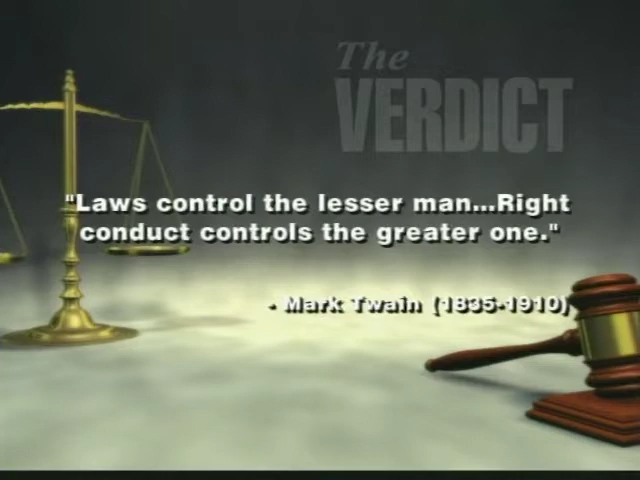 The
VERDICT
"Laws control the lesser man...Right
conduct controls the greater one."
- Mark Twain (1835-1910)